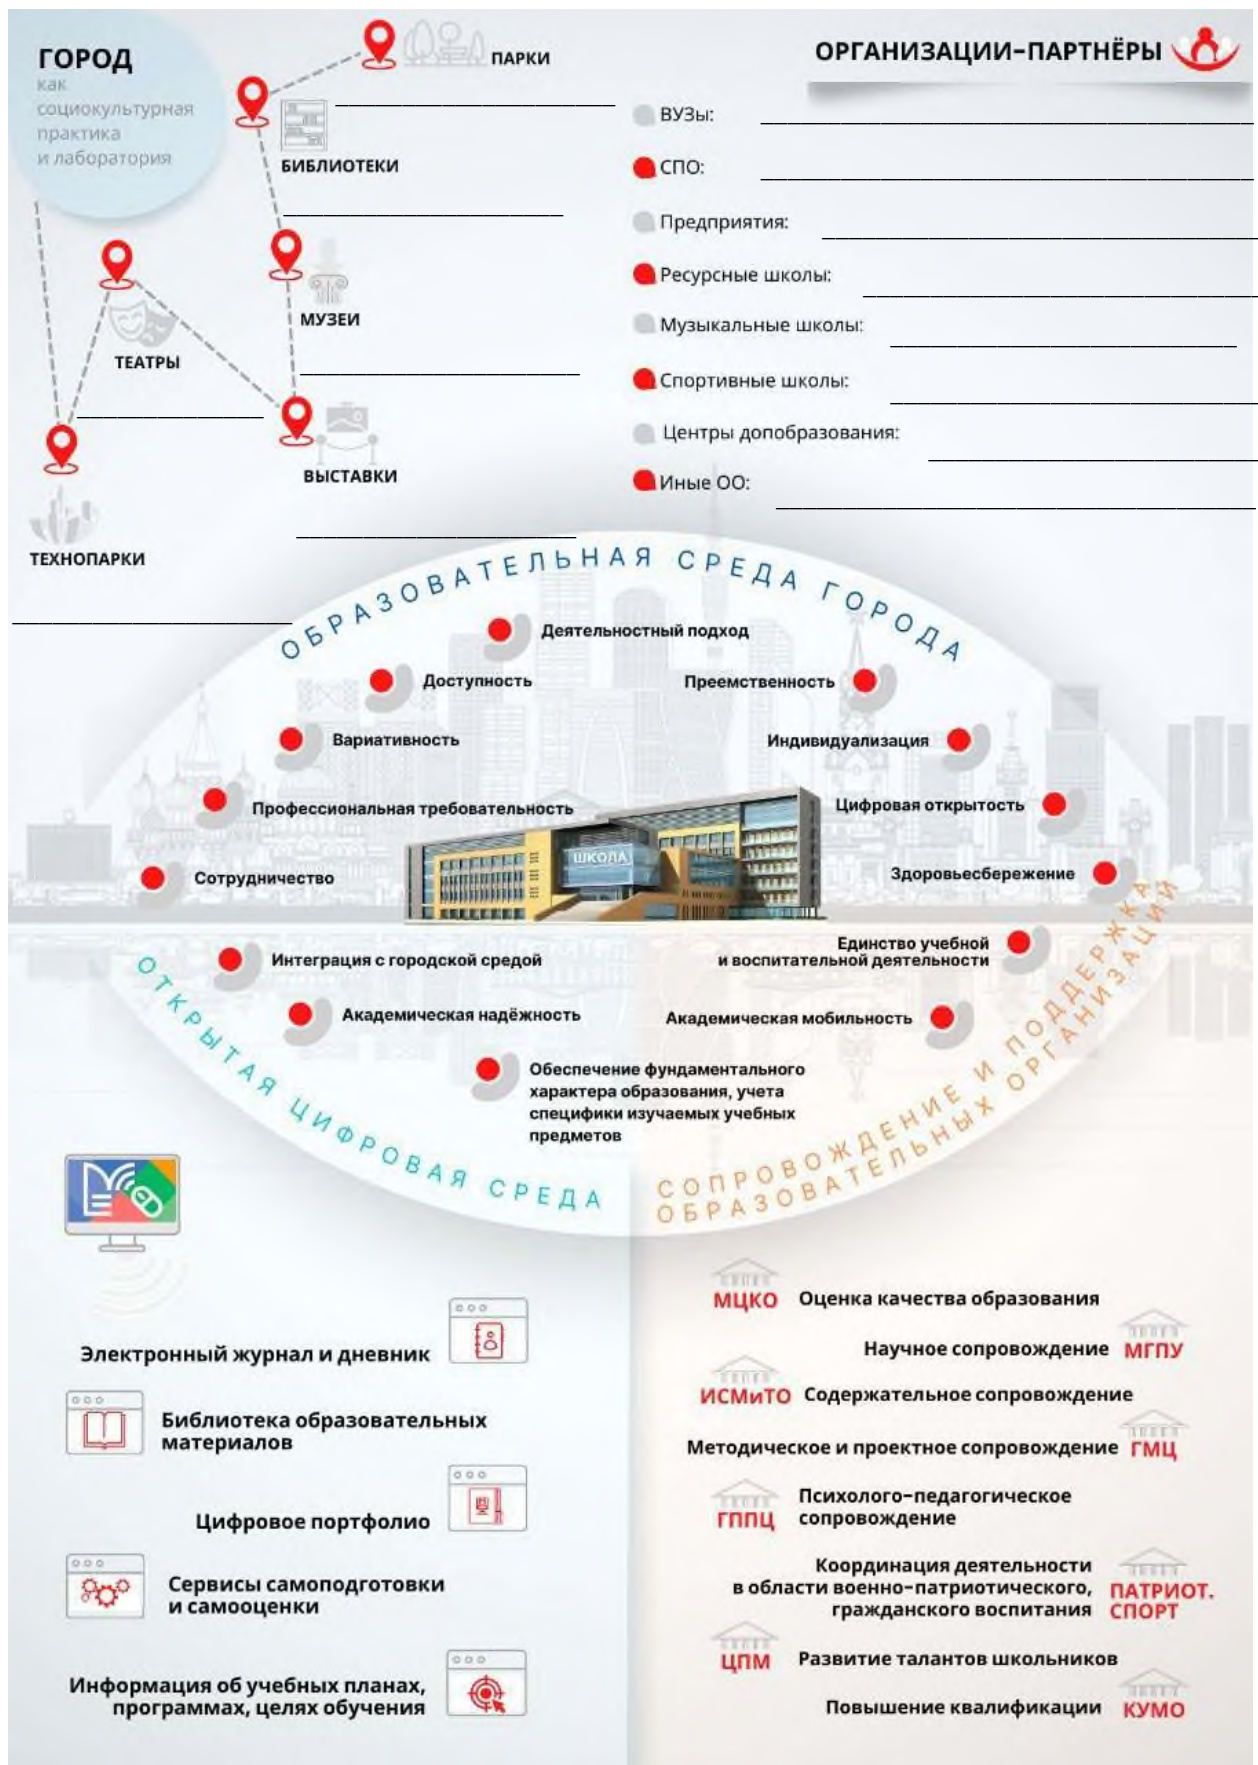 ГОРОД
как
социокультурная
практика
и лаборатория
ПАРКИ
БИБЛИОТЕКИ
МУЗЕИ
ТЕАТРЫ
ВЫСТАВКИ
ТЕХНОПАРКИ
ОРГАНИЗАЦИИ-ПАРТНЁРЫ
ВУЗы:
СПО:
Предприятия:
Ресурсные школы:
Музыкальные школы:
Спортивные школы:
Центры допобразования:
Иные ОО:
ОБРАЗОВАТЕЛЬНАЯ СРЕДА ГОРОДА
Деятельностный подход
Доступность
Преемственность
Вариативность
Индивидуализация
Профессиональная требовательность
Цифровая открытость
ШКОЛА
Сотрудничество
Здоровьесбережение
Интеграция с городской средой
Единство учебной
и воспитательной деятельности
Академическая надёжность
Академическая мобильность
Обеспечение фундаментального
характера образования, учета
специфики изучаемых учебных
предметов
ОТКРЫТАЯ ЦИФРОВАЯ СРЕДА
СОПРОВОЖДЕНИЕ И ПОДДЕРЖКА
ОБРАЗОВАТЕЛЬНЫХ ОРГАНИЗАЦИЙ
Электронный журнал и дневник
Библиотека образовательных
материалов
Цифровое портфолио
Сервисы самоподготовки
и самооценки
Информация об учебных планах,
программах, целях обучения
МЦКО Оценка качества образования
Научное сопровождение МГПУ
ИСМиТО Содержательное сопровождение
Методическое и проектное сопровождение ГМЦ
ГППЦ Психолого-педагогическое
сопровождение
Координация деятельности
в области военно-патриотического,
гражданского воспитания
ПАТРИОТ.
СПОРТ
ЦПМ Развитие талантов школьников
Повышение квалификации КУМО